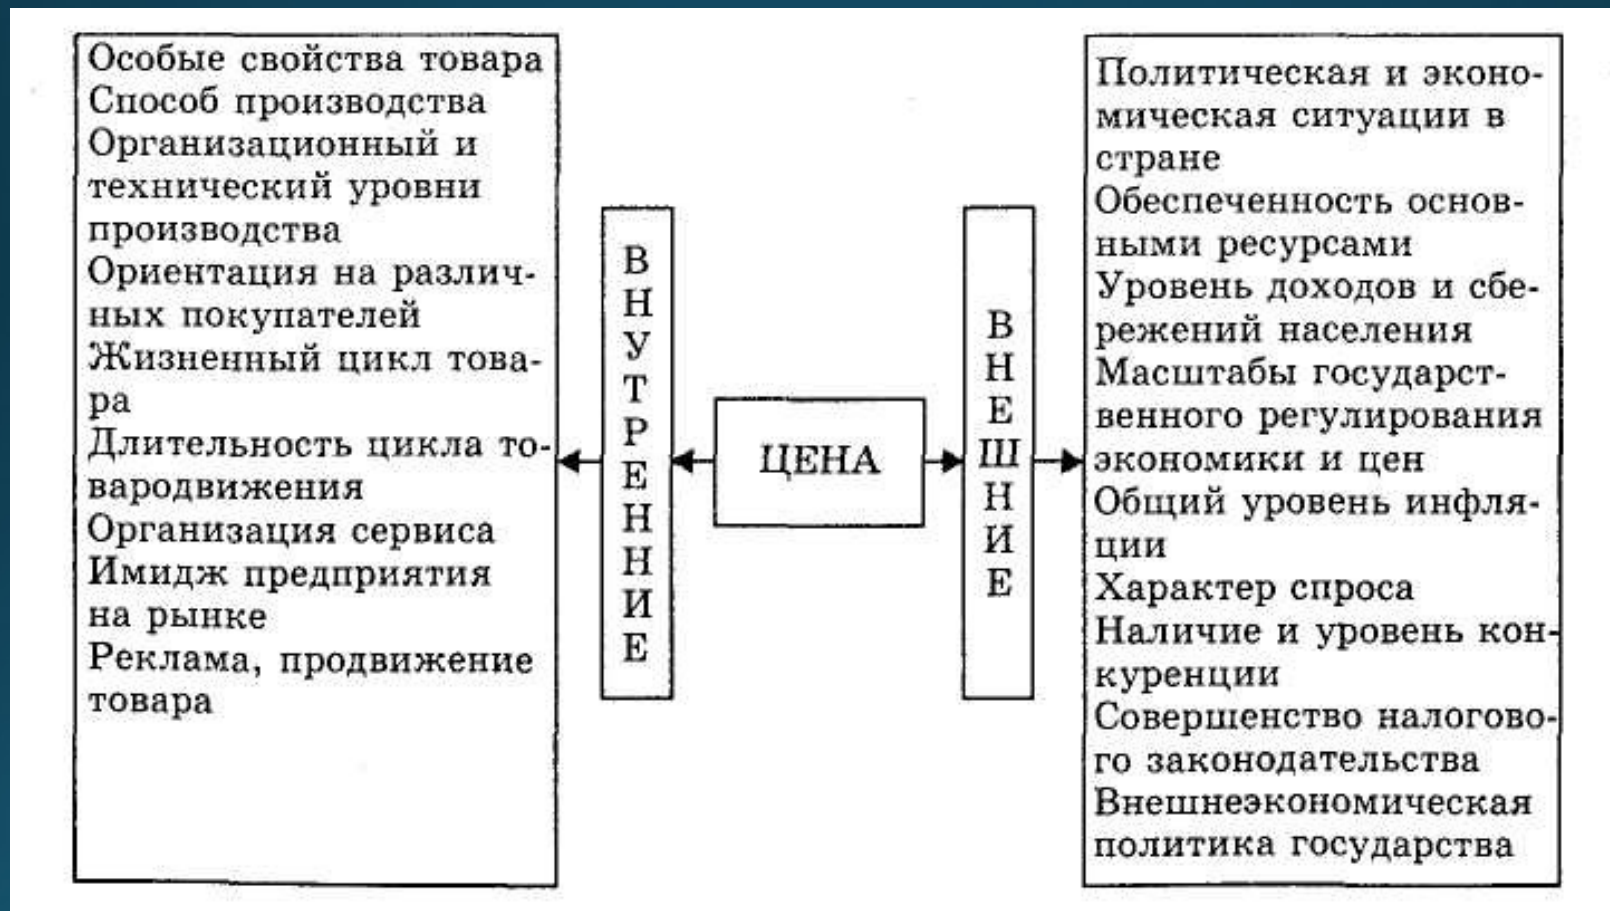 Особые свойства товара
Способ производства
Организационный и
технический уровни
производства
Ориентация на различ-
ных покупателей
Жизненный цикл това-
ра
Длительность цикла то-
вародвижения
Организация сервиса
Имидж предприятия
на рынке
Реклама, продвижение
товара
ВНУТРЕННИЕ
ЦЕНА
ВНЕШНИЕ
Политическая и эконо-
мическая ситуации в
стране
Обеспеченность основ-
ными ресурсами
Уровень доходов и сбе-
режений населения
Масштабы государст-
венного регулирования
экономики и цен
Общий уровень инфля-
ции
Характер спроса
Наличие и уровень кон-
куренции
Совершенство налогово-
го законодательства
Внешнеэкономическая
политика государства